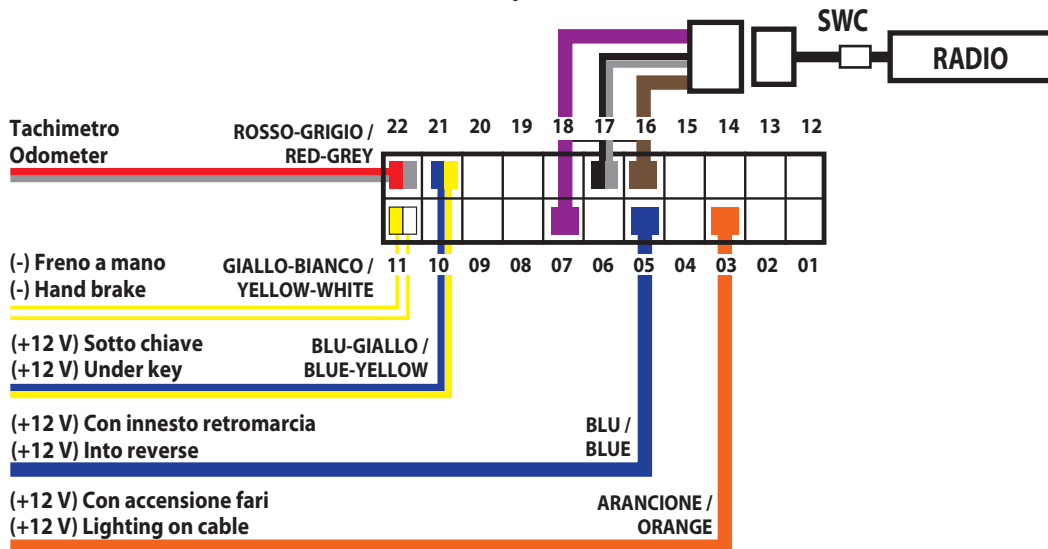 SWC
RADIO
22 21 20 19 18 17 16 15 14 13 12
Tachimetro
Odometer
ROSSO-GRIGIO /
RED-GREY
11 10 09 08 07 06 05 04 03 02 01
(-) Freno a mano
(-) Hand brake
GIALLO-BIANCO /
YELLOW-WHITE
(+12 V) Sotto chiave
(+12 V) Under key
BLU-GIALLO /
BLUE-YELLOW
(+12 V) Con innesto retromarcia
(+12 V) Into reverse
BLU /
BLUE
(+12 V) Con accensione fari
(+12 V) Lighting on cable
ARANCIONE /
ORANGE